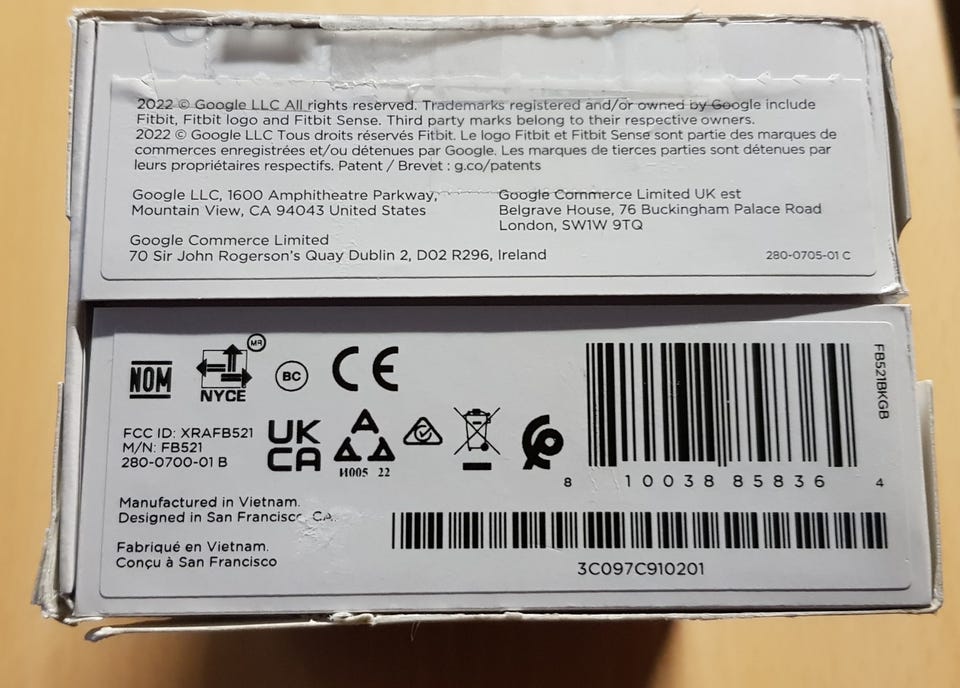 2022 © Google LLC All rights reserved. Trademarks registered and/or owned by Google include
Fitbit, Fitbit logo and Fitbit Sense. Third party marks belong to their respective owners.
2022 © Google LLC Tous droits réservés Fitbit. Le logo Fitbit et Fitbit Sense sont partie des marques de
commerces enregistrées et/ou détenues par Google. Les marques de tierces parties sont détenues par
leurs propriétaires respectifs. Patent / Brevet : g.co/patents
Google LLC, 1600 Amphitheatre Parkway,
Mountain View, CA 94043 United States
Google Commerce Limited UK est
Belgrave House, 76 Buckingham Palace Road
London, SW1W 9TQ
Google Commerce Limited
70 Sir John Rogerson's Quay Dublin 2, D02 R296, Ireland
280-0705-01 C
NOM
NYCE
MR
BC
CE
FB521BKGB
FCC ID: XRAFB521
M/N: FB521
280-0700-01 B
UK
CA
И005 22
8 10038 85836 4
Manufactured in Vietnam.
Designed in San Francisco, CA.
Fabriqué en Vietnam.
Conçu à San Francisco
3C097C910201